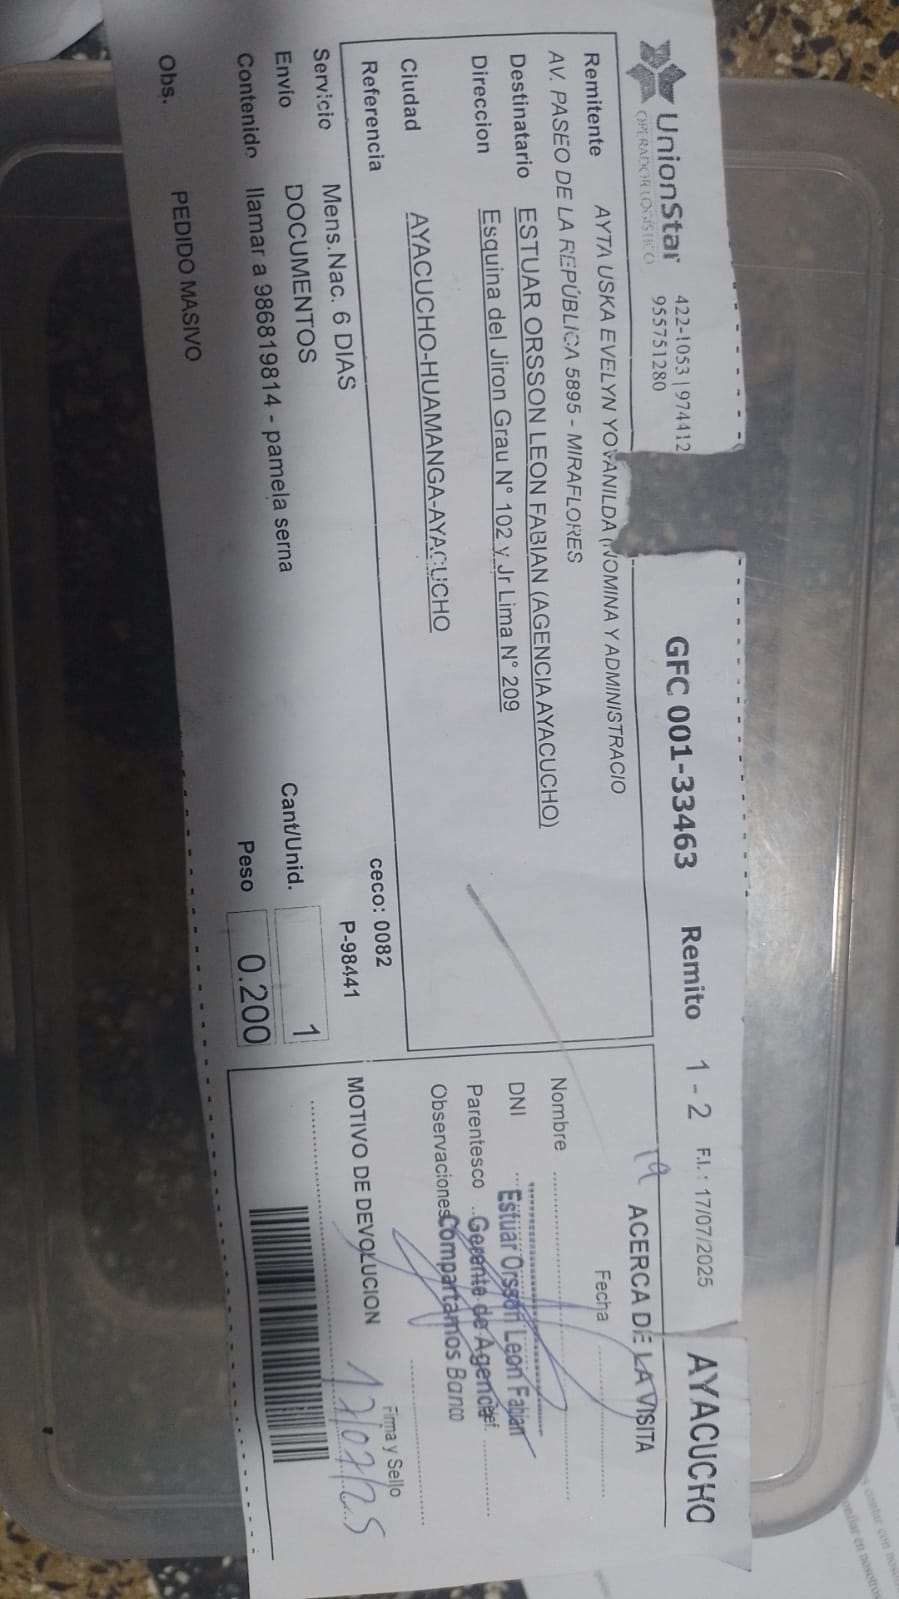 UnionStar
OPERADOR LOGISTICO
422-1053 | 974412
955751280
GFC 001-33463 Remito 1 - 2 F.I.: 17/07/2025 AYACUCHO
Remitente AYTA USKA EVELYN YOVANILDA (NOMINA Y ADMINISTRACIO
AV. PASEO DE LA REPÚBLICA 5895 - MIRAFLORES
Destinatario ESTUAR ORSSON LEON FABIAN (AGENCIA AYACUCHO)
Direccion Esquina del Jiron Grau N° 102 y Jr Lima N° 209
Ciudad AYACUCHO-HUAMANGA-AYACUCHO
Referencia ceco: 0082
P-98441
Servicio Mens.Nac. 6 DIAS
Envio DOCUMENTOS Cant/Unid. 1
Contenido llamar a 986819814 - pamela serna Peso 0.200
Obs. PEDIDO MASIVO
ACERCA DE LA VISITA
Fecha
Nombre
DNI
Estuar Orsson Leon Fabian
Parentesco Gerente de Agencia
Observaciones Compartamos Banco
Firma y Sello
MOTIVO DE DEVOLUCION
17/07/25